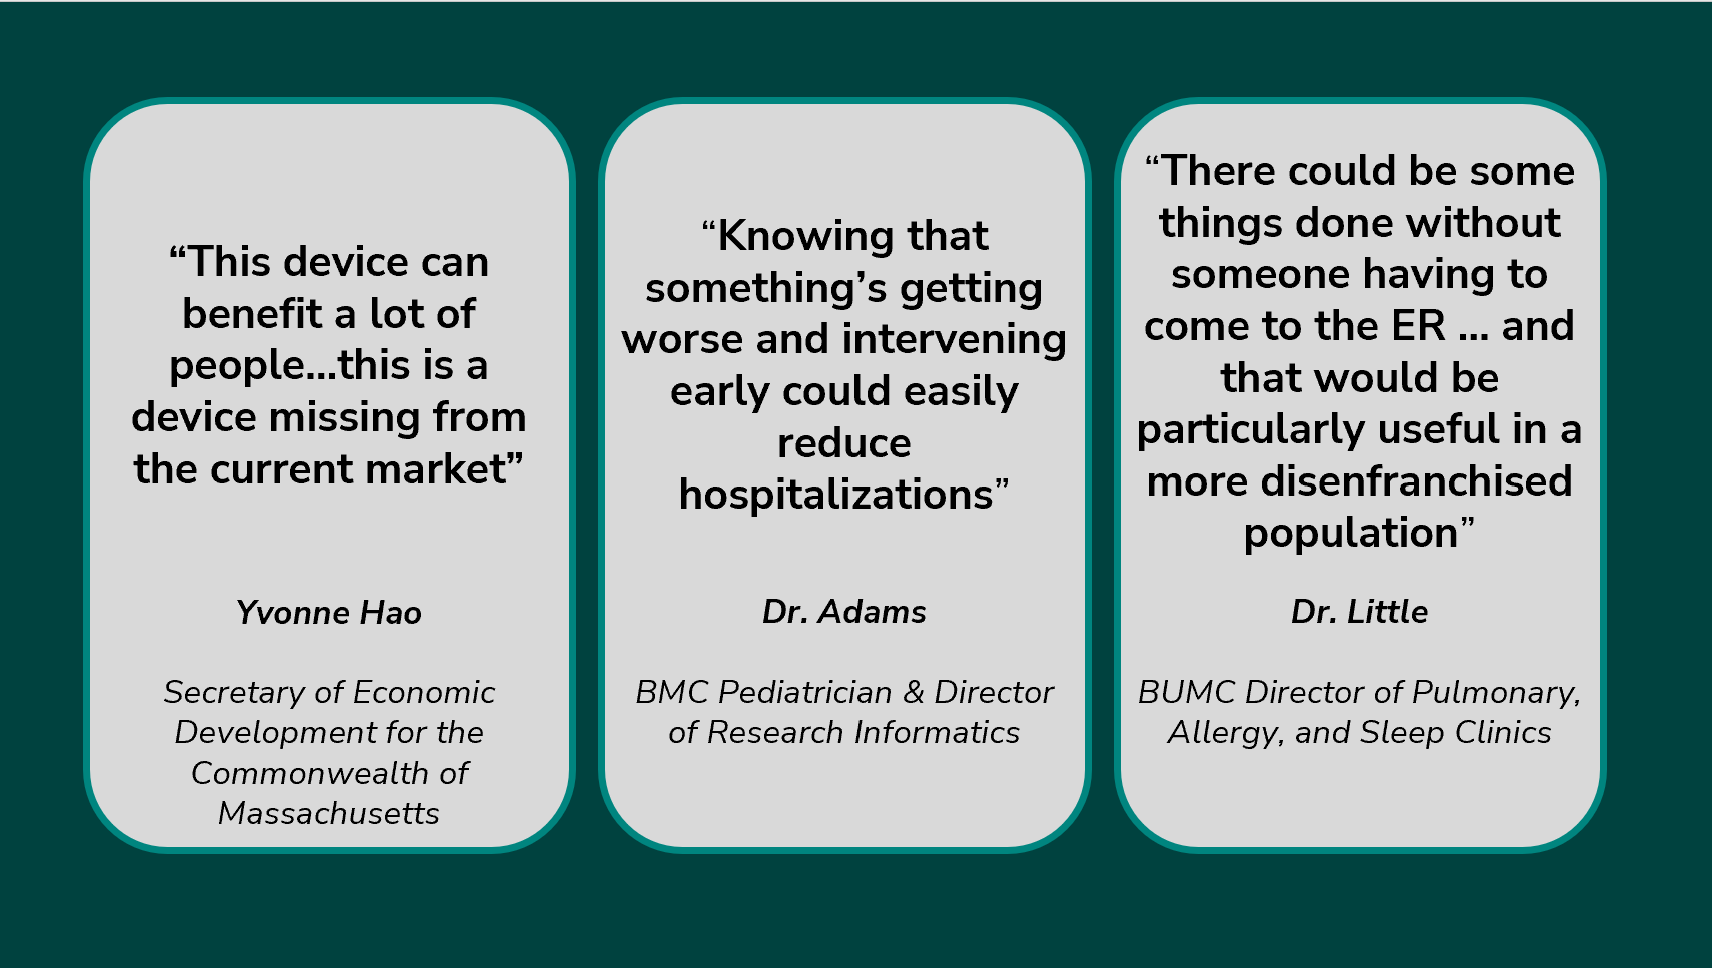 “This device can
benefit a lot of
people...this is a
device missing from
the current market”
Yvonne Hao
Secretary of Economic
Development for the
Commonwealth of
Massachusetts
“Knowing that
something’s getting
worse and intervening
early could easily
reduce
hospitalizations”
Dr. Adams
BMC Pediatrician & Director
of Research Informatics
“There could be some
things done without
someone having to
come to the ER ... and
that would be
particularly useful in a
more disenfranchised
population”
Dr. Little
BUMC Director of Pulmonary,
Allergy, and Sleep Clinics